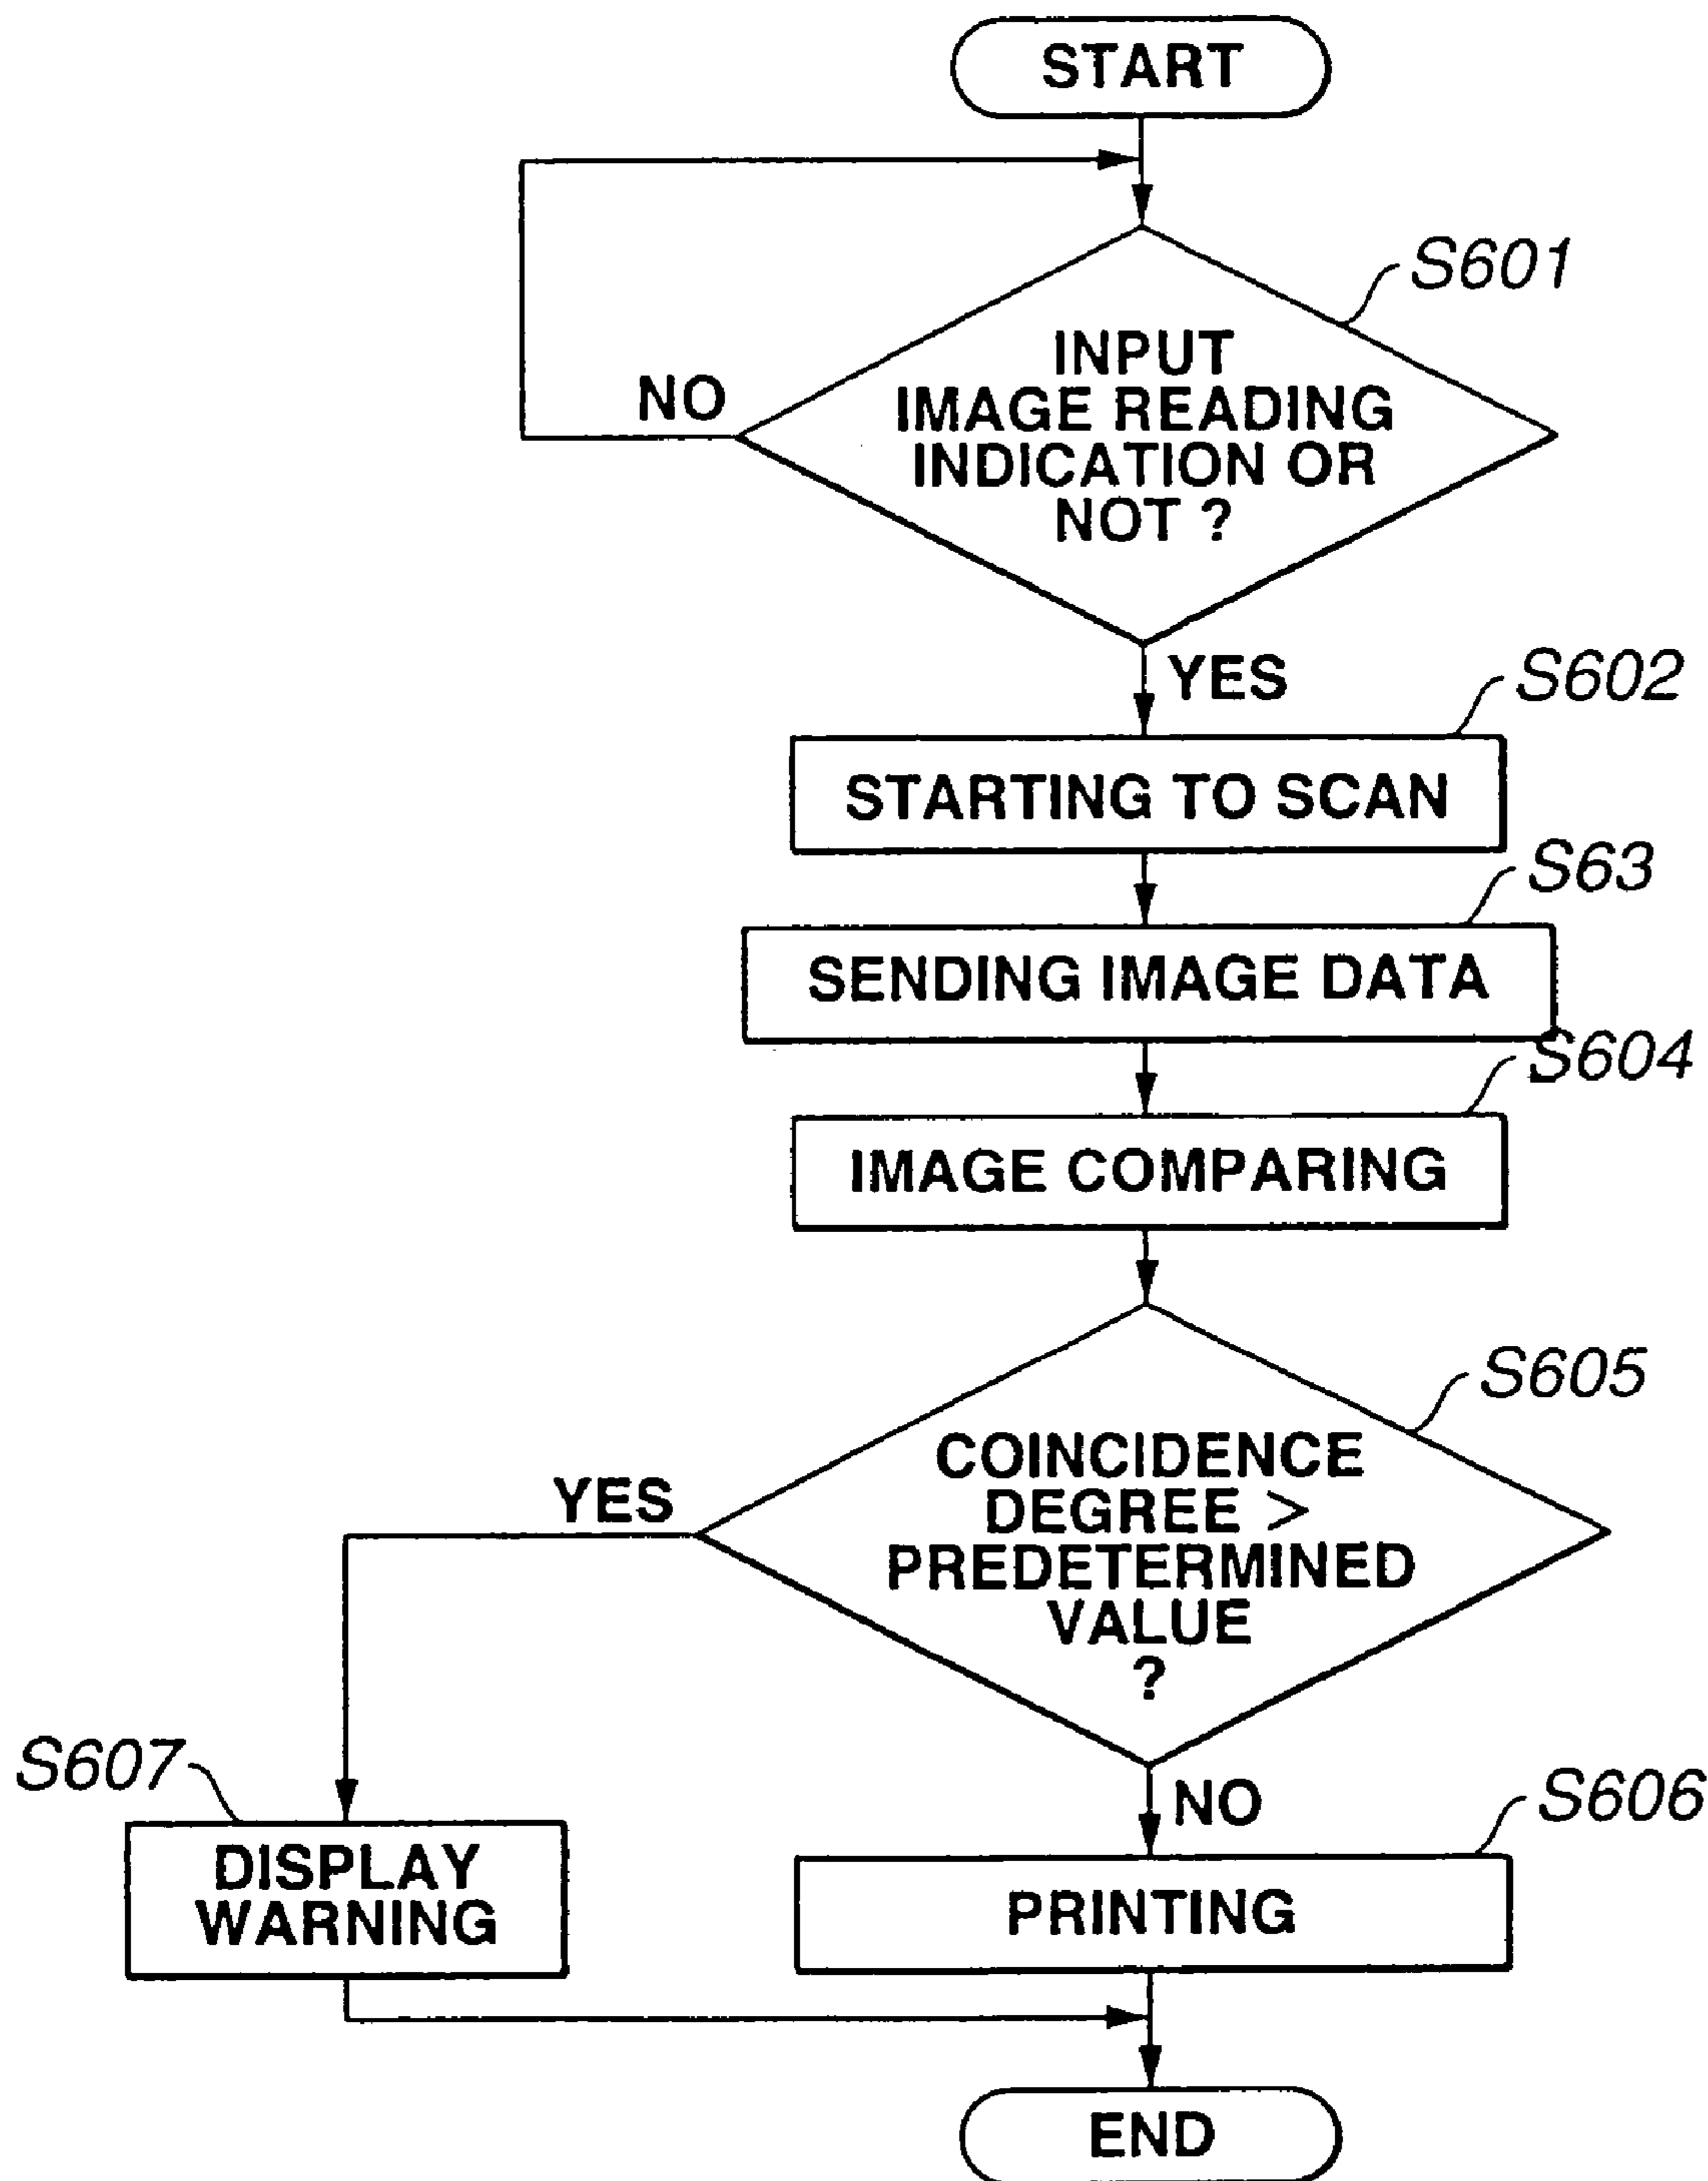 START
S601
INPUT
IMAGE READING
INDICATION OR
NOT ?
NO
YES
S602
STARTING TO SCAN
S63
SENDING IMAGE DATA
S604
IMAGE COMPARING
S605
COINCIDENCE
DEGREE >
PREDETERMINED
VALUE
?
YES
NO
S607
DISPLAY
WARNING
S606
PRINTING
END